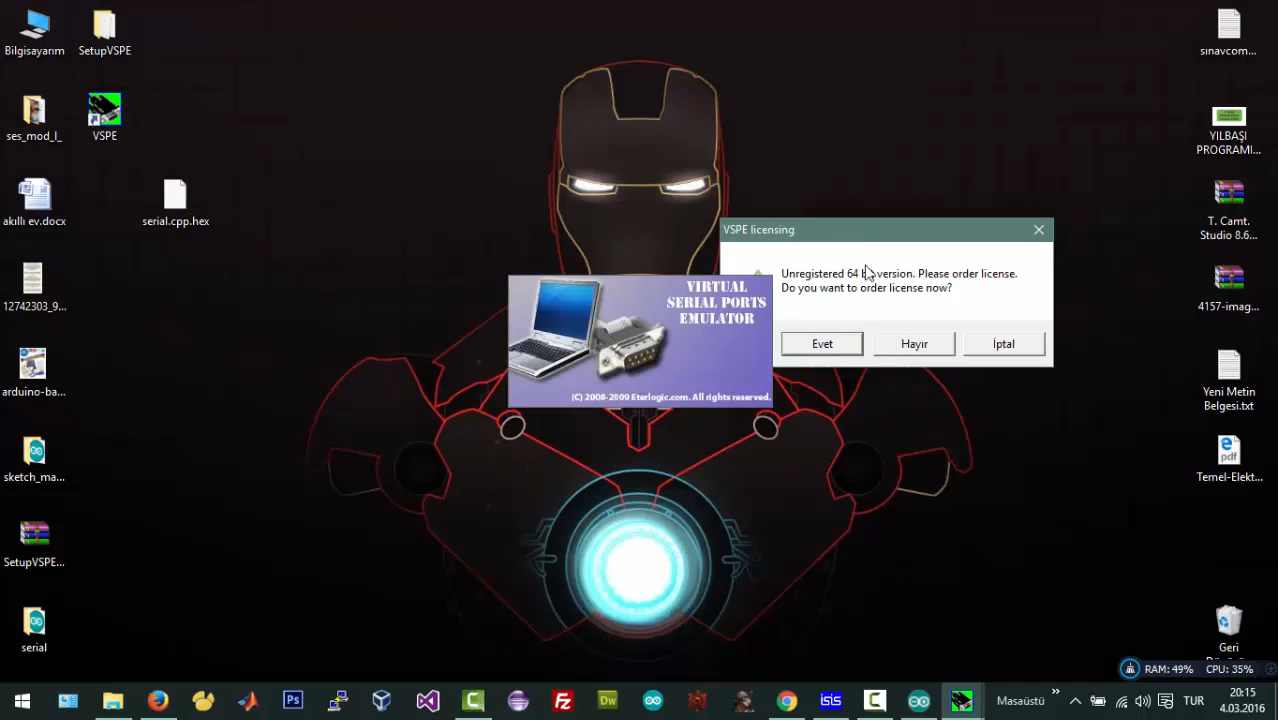 Bilgisayarım
SetupVSPE
ses_mod_l_
VSPE
akıllı ev.docx
serial.cpp.hex
12742303_9...
arduino-ba...
sketch_ma...
SetupVSPE...
serial
VSPE licensing
Unregistered 64 version. Please order license.
Do you want to order license now?
Evet
Hayır
İptal
VIRTUAL
SERIAL PORTS
EMULATOR
(C) 2008-2009 Eterlogic.com. All rights reserved.
sınavcom...
YILBAŞI
PROGRAMI...
T. Camt.
Studio 8.6...
4157-imag...
Yeni Metin
Belgesi.txt
Temel-Elekt...
Geri
RAM: 49%
CPU: 35%
Masaüstü
TUR
20:15
4.03.2016